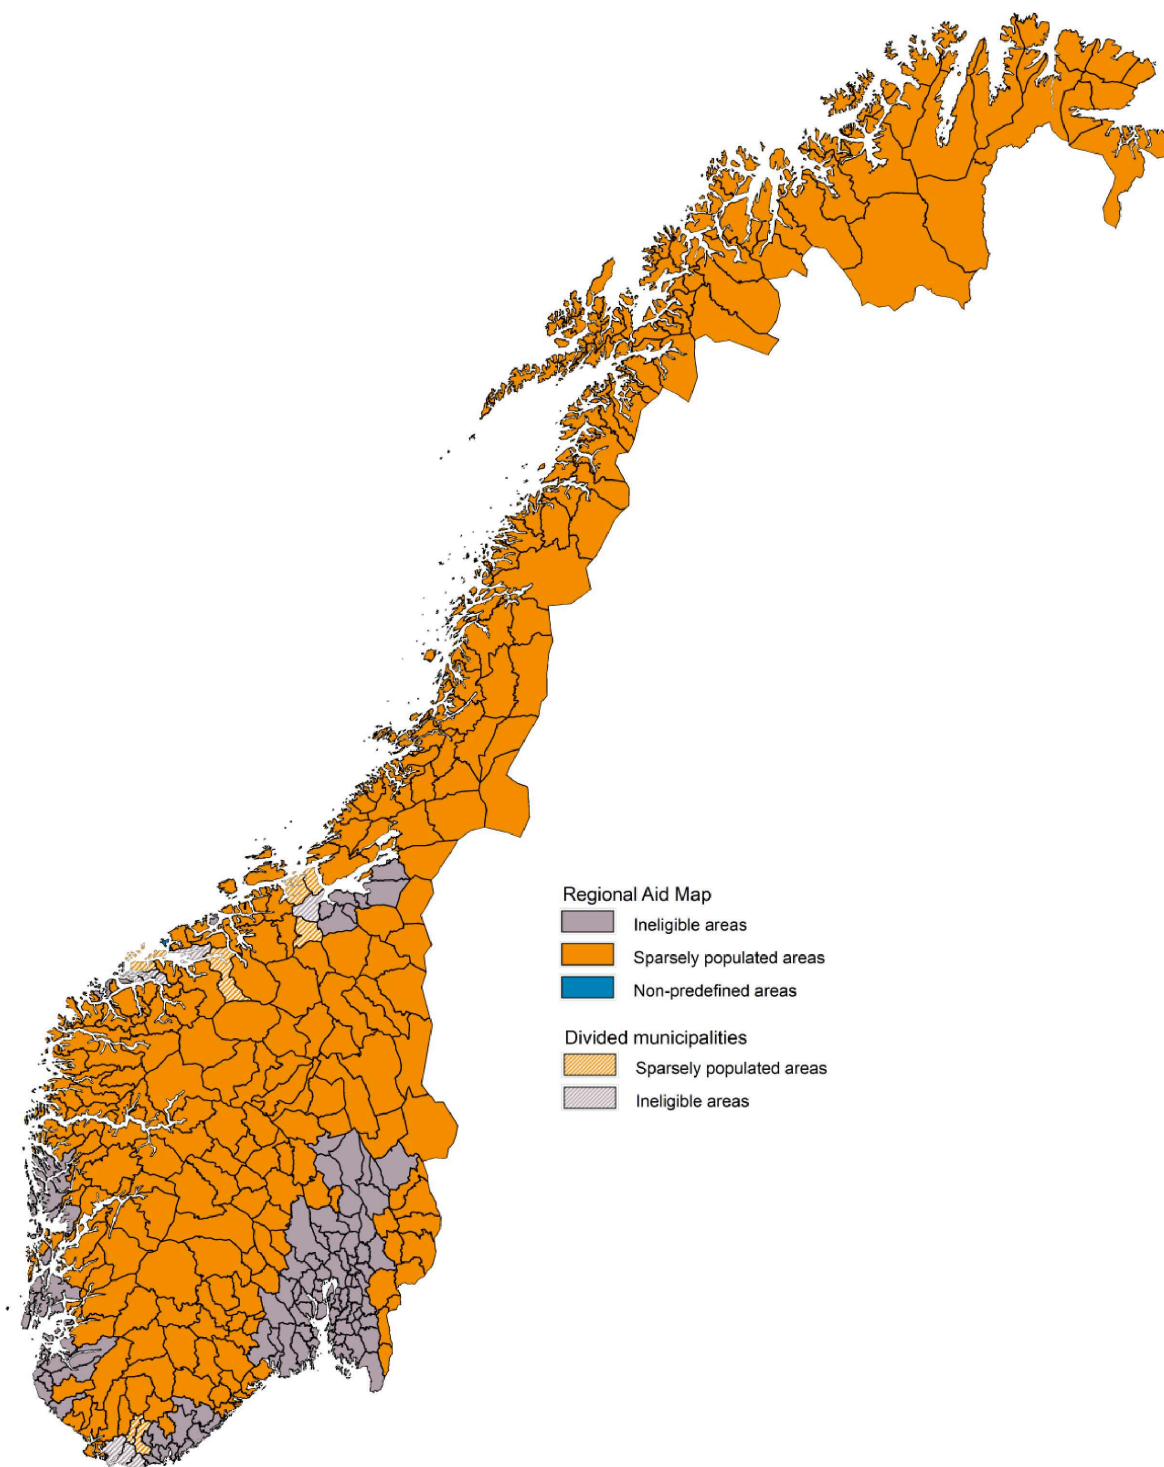 Regional Aid Map
Ineligible areas
Sparsely populated areas
Non-predefined areas
Divided municipalities
Sparsely populated areas
Ineligible areas